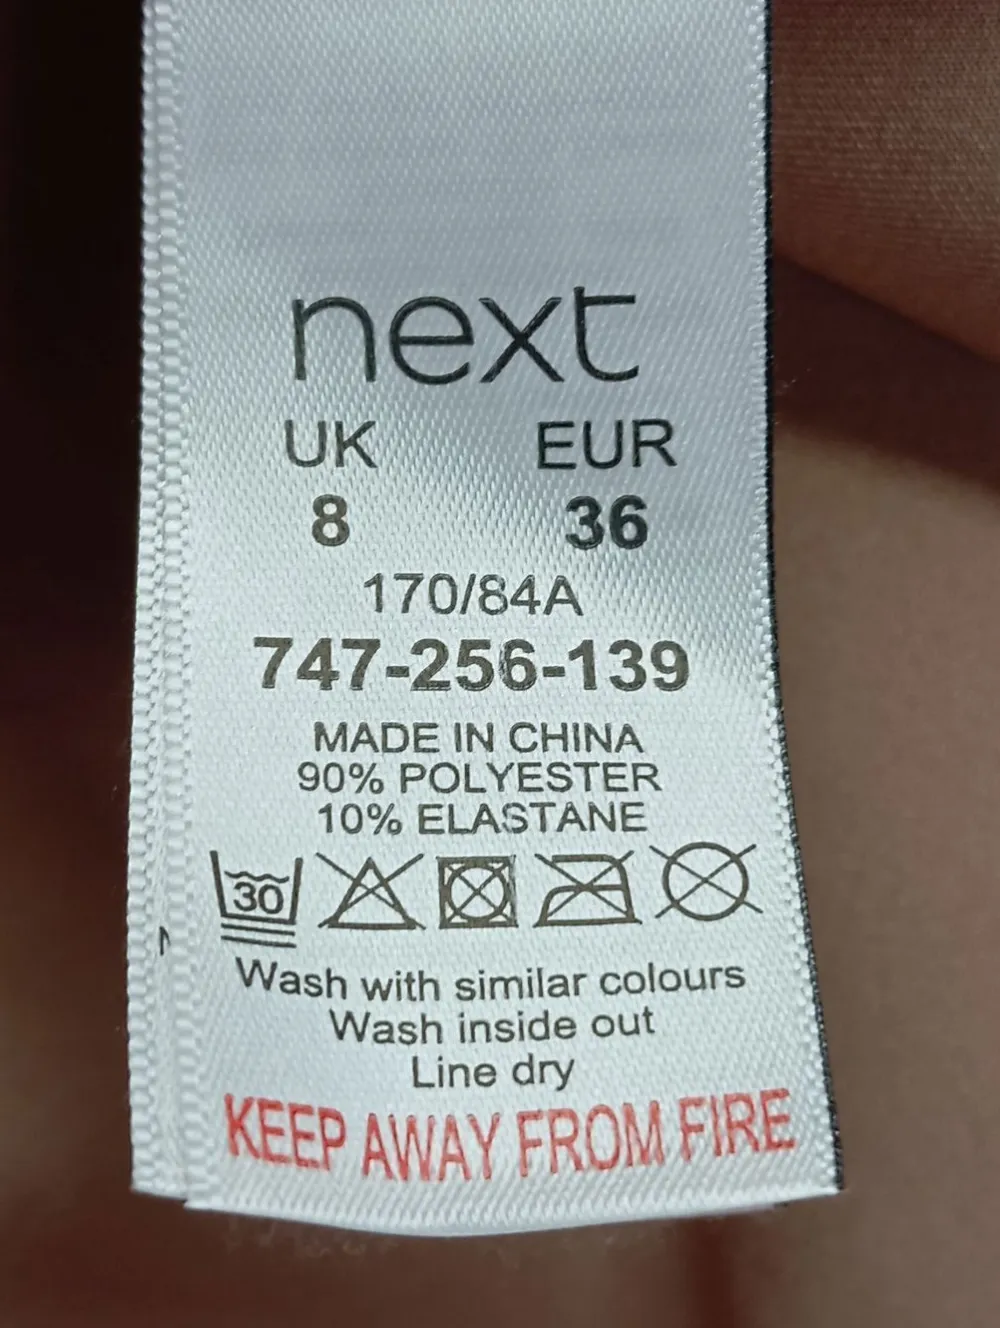 next
UK EUR
8 36
170/84A
747-256-139
MADE IN CHINA
90% POLYESTER
10% ELASTANE
30
Wash with similar colours
Wash inside out
Line dry
KEEP AWAY FROM FIRE